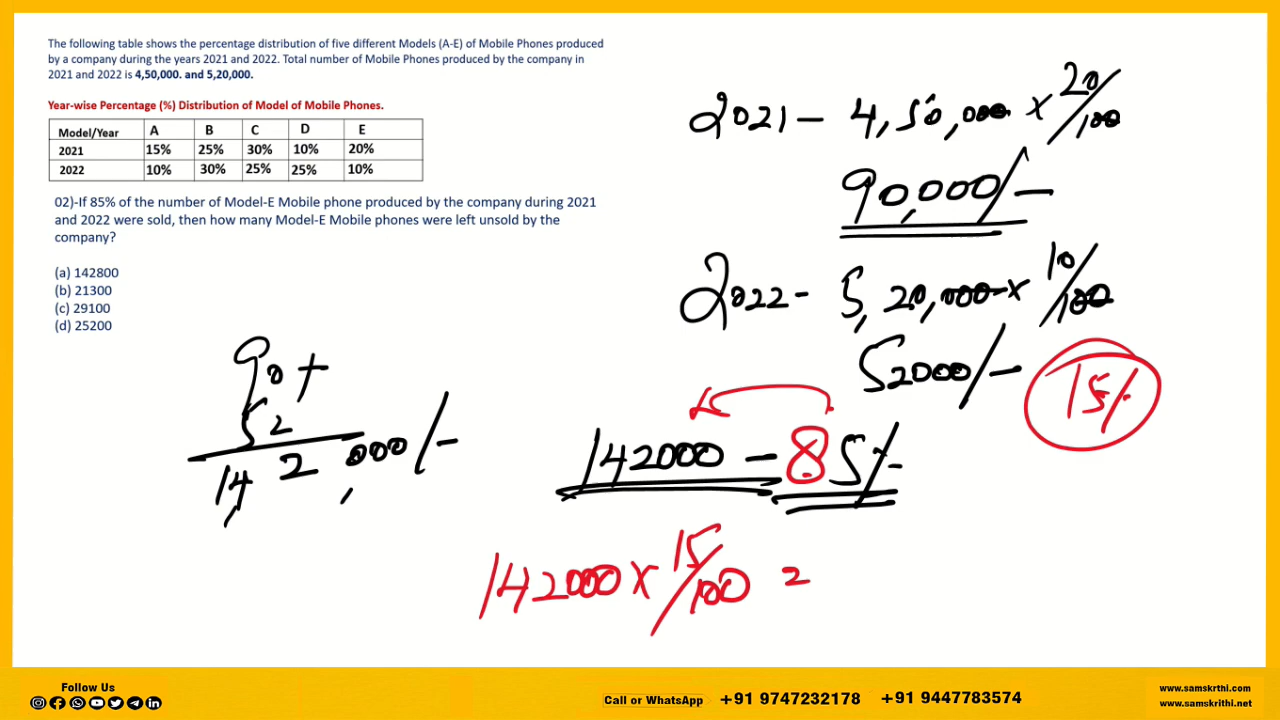 The following table shows the percentage distribution of five different Models (A-E) of Mobile Phones produced
by a company during the years 2021 and 2022. Total number of Mobile Phones produced by the company in
2021 and 2022 is 4,50,000. and 5,20,000.
Year-wise Percentage (%) Distribution of Model of Mobile Phones.
Model/Year A B C D E
2021 15% 25% 30% 10% 20%
2022 10% 30% 25% 25% 10%
02)-If 85% of the number of Model-E Mobile phone produced by the company during 2021
and 2022 were sold, then how many Model-E Mobile phones were left unsold by the
company?
(a) 142800
(b) 21300
(c) 29100
(d) 25200
2021 - 4,50,000 x 20/100
90,000/-
2022 - 5,20,000 x 10/100
52000/-
15%
90 +
52
14,2,000/-
142000 - 85%
142000 x 15/100 =
Follow Us
Call or WhatsApp +91 9747232178 +91 9447783574
www.samskrthi.com
www.samskrithi.net